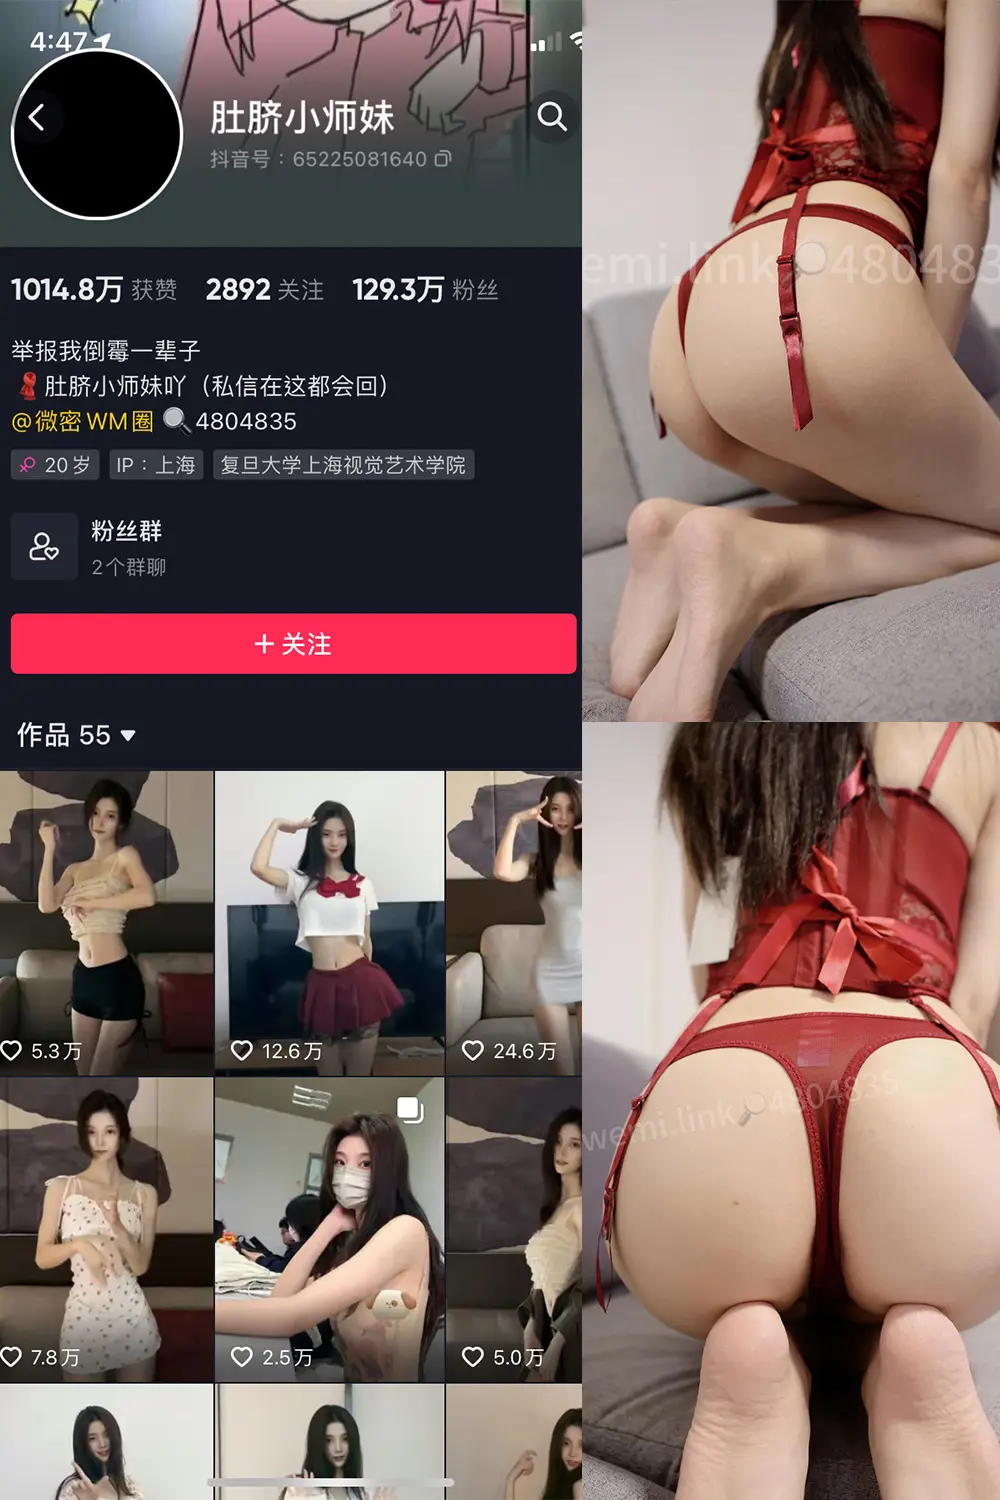 4:47
肚脐小师妹
抖音号：65225081640
1014.8万 获赞 2892 关注 129.3万 粉丝
举报我倒霉一辈子
肚脐小师妹吖（私信在这都会回）
@微密WM圈 4804835
20岁 IP：上海 复旦大学上海视觉艺术学院
粉丝群
2个群聊
+ 关注
作品 55
5.3万 12.6万 24.6万
7.8万 2.5万 5.0万
emi.link 480483
wemi.link 4804835